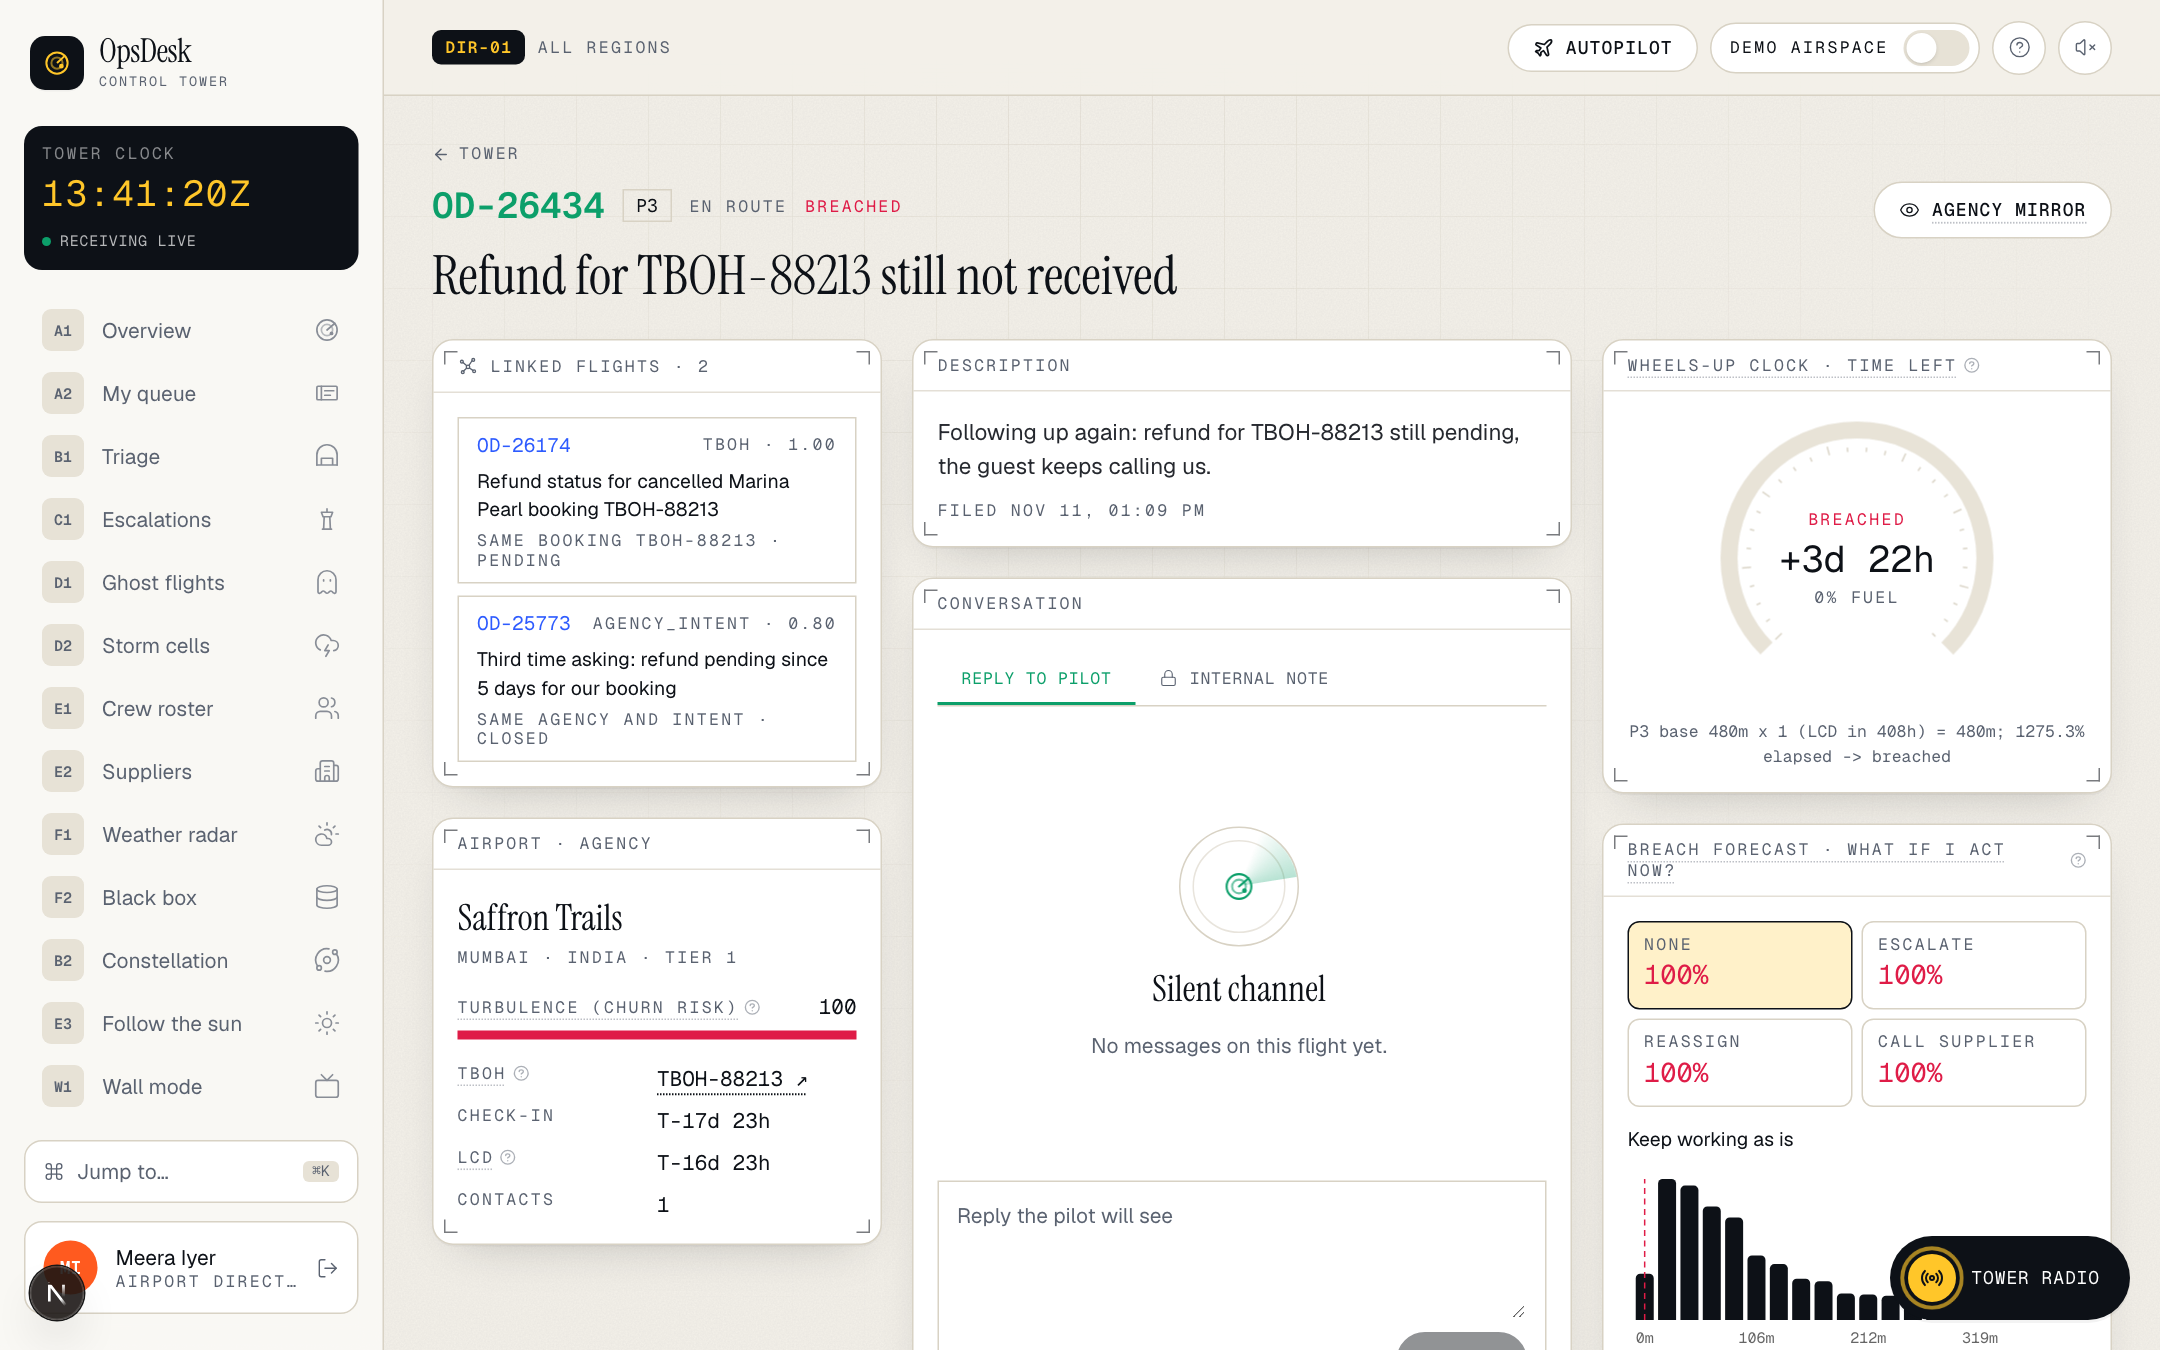 OpsDesk
CONTROL TOWER
TOWER CLOCK
13:41:20Z
RECEIVING LIVE
A1 Overview
A2 My queue
B1 Triage
C1 Escalations
D1 Ghost flights
D2 Storm cells
E1 Crew roster
E2 Suppliers
F1 Weather radar
F2 Black box
B2 Constellation
E3 Follow the sun
W1 Wall mode
⌘ Jump to… ⌘K
Meera Iyer
AIRPORT DIRECT…
N
DIR-01 ALL REGIONS
AUTOPILOT
DEMO AIRSPACE
← TOWER
OD-26434 P3 EN ROUTE BREACHED
AGENCY MIRROR
Refund for TBOH-88213 still not received
LINKED FLIGHTS · 2
OD-26174 TBOH · 1.00
Refund status for cancelled Marina
Pearl booking TBOH-88213
SAME BOOKING TBOH-88213 ·
PENDING
OD-25773 AGENCY_INTENT · 0.80
Third time asking: refund pending since
5 days for our booking
SAME AGENCY AND INTENT ·
CLOSED
AIRPORT · AGENCY
Saffron Trails
MUMBAI · INDIA · TIER 1
TURBULENCE (CHURN RISK) 100
TBOH TBOH-88213 ↗
CHECK-IN T-17d 23h
LCD T-16d 23h
CONTACTS 1
DESCRIPTION
Following up again: refund for TBOH-88213 still pending,
the guest keeps calling us.
FILED NOV 11, 01:09 PM
CONVERSATION
REPLY TO PILOT INTERNAL NOTE
Silent channel
No messages on this flight yet.
Reply the pilot will see
WHEELS-UP CLOCK · TIME LEFT
BREACHED
+3d 22h
0% FUEL
P3 base 480m x 1 (LCD in 408h) = 480m; 1275.3%
elapsed -> breached
BREACH FORECAST · WHAT IF I ACT
NOW?
NONE
100%
ESCALATE
100%
REASSIGN
100%
CALL SUPPLIER
100%
Keep working as is
0m 106m 212m 319m
TOWER RADIO